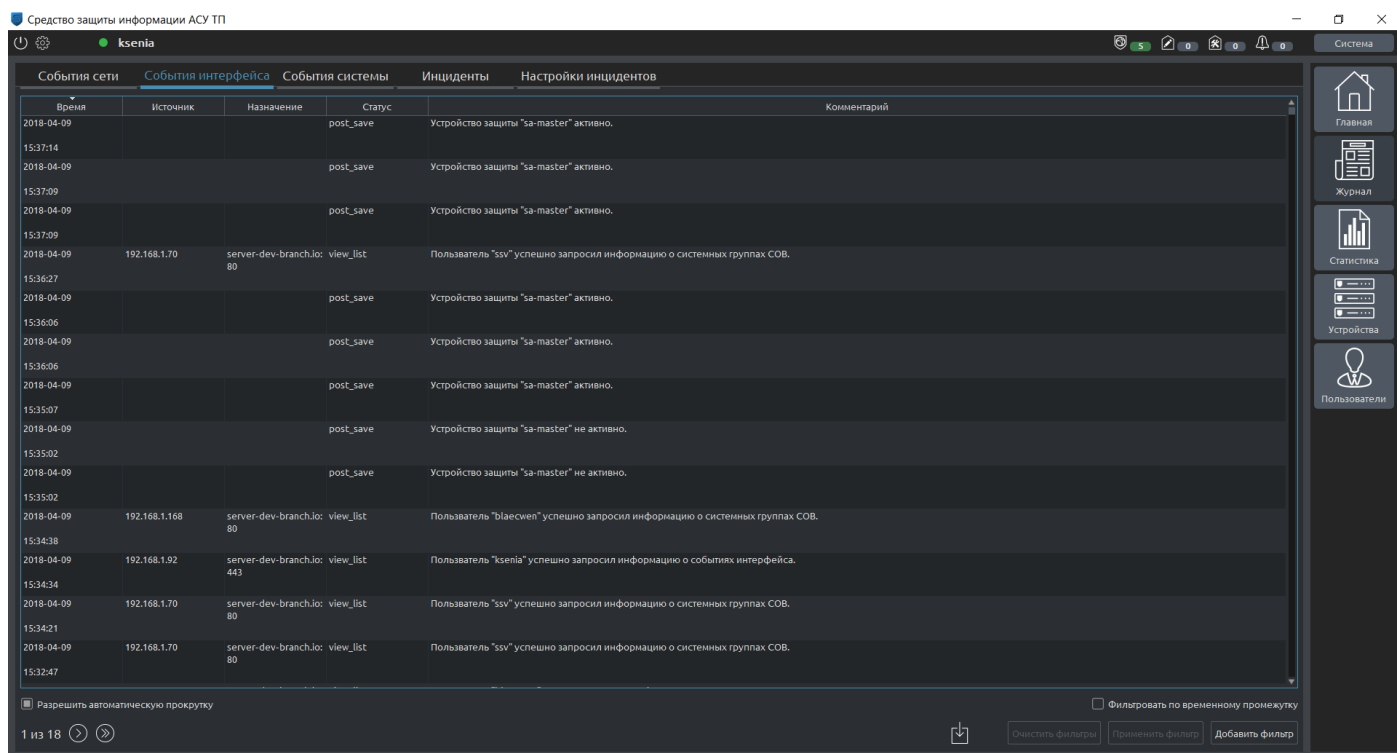 Средство защиты информации АСУ ТП
ksenia
5
0
0
0
Система
События сети События интерфейса События системы Инциденты Настройки инцидентов
Время Источник Назначение Статус Комментарий
2018-04-09 post_save Устройство защиты "sa-master" активно.
15:37:14
2018-04-09 post_save Устройство защиты "sa-master" активно.
15:37:09
2018-04-09 post_save Устройство защиты "sa-master" активно.
15:37:09
2018-04-09 192.168.1.70 server-dev-branch.io: view_list Пользватель "ssv" успешно запросил информацию о системных группах СОВ.
80
15:36:27
2018-04-09 post_save Устройство защиты "sa-master" активно.
15:36:06
2018-04-09 post_save Устройство защиты "sa-master" активно.
15:36:06
2018-04-09 post_save Устройство защиты "sa-master" активно.
15:35:07
2018-04-09 post_save Устройство защиты "sa-master" не активно.
15:35:02
2018-04-09 post_save Устройство защиты "sa-master" не активно.
15:35:02
2018-04-09 192.168.1.168 server-dev-branch.io: view_list Пользватель "blaecwen" успешно запросил информацию о системных группах СОВ.
80
15:34:38
2018-04-09 192.168.1.92 server-dev-branch.io: view_list Пользватель "ksenia" успешно запросил информацию о событиях интерфейса.
443
15:34:34
2018-04-09 192.168.1.70 server-dev-branch.io: view_list Пользватель "ssv" успешно запросил информацию о системных группах СОВ.
80
15:34:21
2018-04-09 192.168.1.70 server-dev-branch.io: view_list Пользватель "ssv" успешно запросил информацию о системных группах СОВ.
80
15:32:47
Разрешить автоматическую прокрутку
Фильтровать по временному промежутку
1 из 18
Очистить фильтры
Применить фильтр
Добавить фильтр
Главная
Журнал
Статистика
Устройства
Пользователи